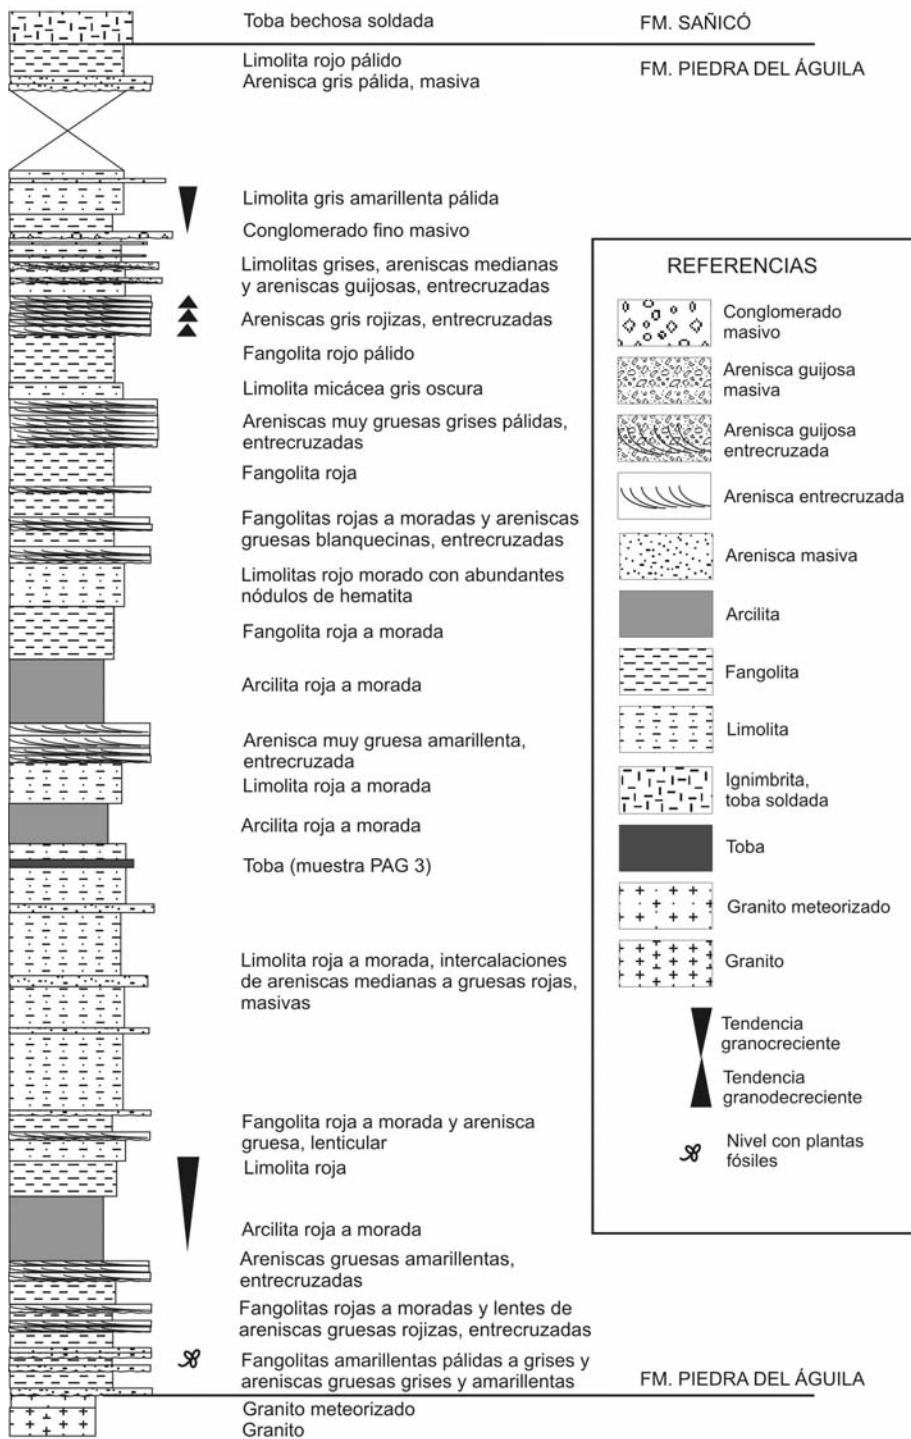 Toba bechosa soldada
FM. SAÑICÓ
Limolita rojo pálido
Arenisca gris pálida, masiva
FM. PIEDRA DEL ÁGUILA
Limolita gris amarillenta pálida
Conglomerado fino masivo
Limolitas grises, areniscas medianas
y areniscas guijosas, entrecruzadas
Areniscas gris rojizas, entrecruzadas
Fangolita rojo pálido
Limolita micácea gris oscura
Areniscas muy gruesas grises pálidas,
entrecruzadas
Fangolita roja
Fangolitas rojas a moradas y areniscas
gruesas blanquecinas, entrecruzadas
Limolitas rojo morado con abundantes
nódulos de hematita
Fangolita roja a morada
Arcilita roja a morada
Arenisca muy gruesa amarillenta,
entrecruzada
Limolita roja a morada
Arcilita roja a morada
Toba (muestra PAG 3)
Limolita roja a morada, intercalaciones
de areniscas medianas a gruesas rojas,
masivas
Fangolita roja a morada y arenisca
gruesa, lenticular
Limolita roja
Arcilita roja a morada
Areniscas gruesas amarillentas,
entrecruzadas
Fangolitas rojas a moradas y lentes de
areniscas gruesas rojizas, entrecruzadas
Fangolitas amarillentas pálidas a grises y
areniscas gruesas grises y amarillentas
FM. PIEDRA DEL ÁGUILA
Granito meteorizado
Granito
REFERENCIAS
Conglomerado
masivo
Arenisca guijosa
masiva
Arenisca guijosa
entrecruzada
Arenisca entrecruzada
Arenisca masiva
Arcilita
Fangolita
Limolita
Ignimbrita,
toba soldada
Toba
Granito meteorizado
Granito
Tendencia
granocreciente
Tendencia
granodecreciente
Nivel con plantas
fósiles